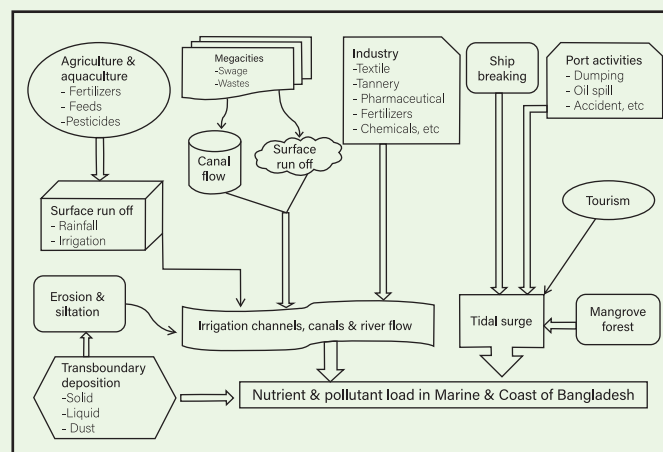 Agriculture &
aquaculture
- Fertilizers
- Feeds
-Pesticides
Megacities
-Swage
-Wastes
Industry
-Textile
-Tannery
- Pharmaceutical
- Fertilizers
- Chemicals, etc
Ship
breaking
Port activities
- Dumping
- Oil spill
- Accident, etc
Canal
flow
Surface
run off
Surface run off
- Rainfall
- Irrigation
Tourism
Erosion &
siltation
Irrigation channels, canals & river flow
Tidal surge
Mangrove
forest
Transboundary
deposition
-Solid
-Liquid
- Dust
Nutrient & pollutant load in Marine & Coast of Bangladesh